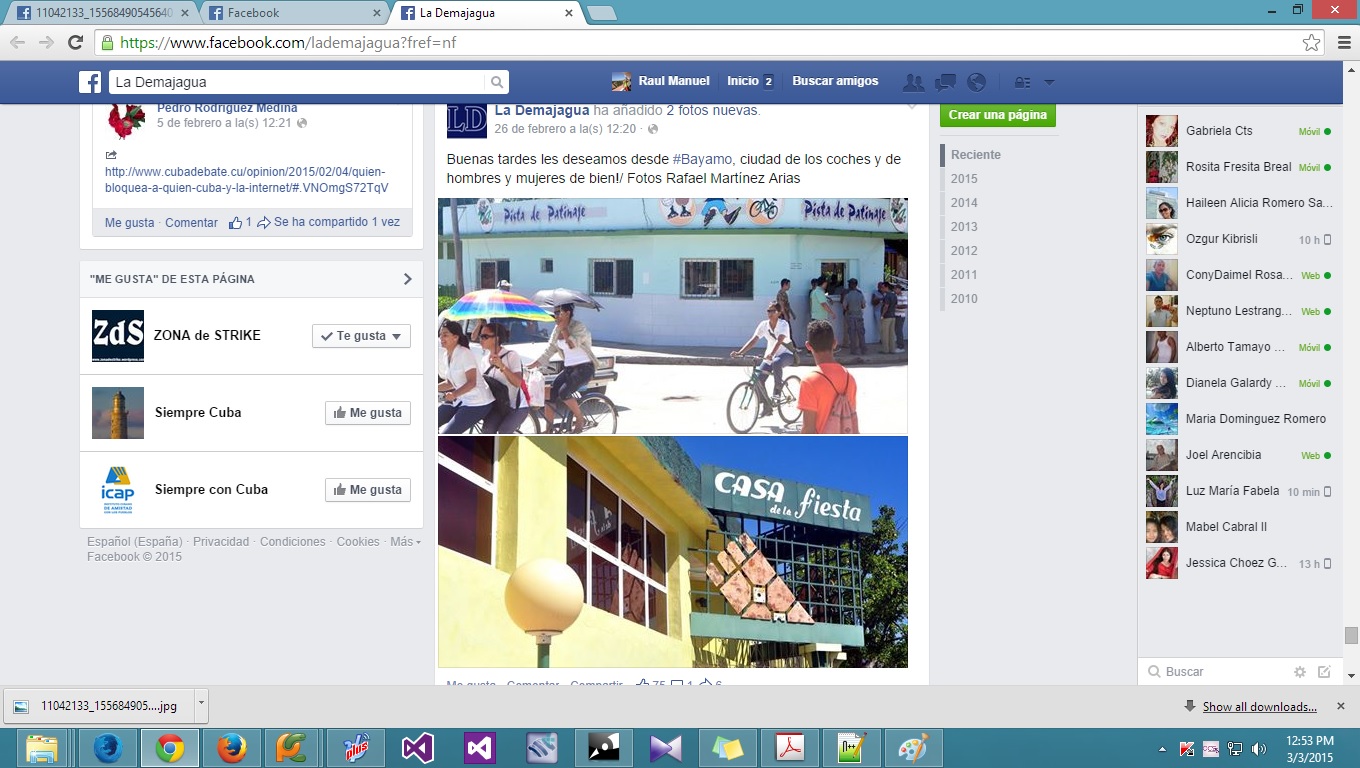 11042133_1556849054564​0
Facebook
La Demajagua
https://www.facebook.com/lademajagua?fref=nf
La Demajagua
Raul Manuel
Inicio 2
Buscar amigos
Pedro Rodriguez Medina
5 de febrero a la(s) 12:21
http://www.cubadebate.cu/opinion/2015/02/04/quien-
bloquea-a-quien-cuba-y-la-internet/#.VNOmgS72TqV
Me gusta · Comentar 1 Se ha compartido 1 vez
"ME GUSTA" DE ESTA PÁGINA
ZdS
ZONA de STRIKE
Te gusta
Siempre Cuba
Me gusta
icap
Siempre con Cuba
Me gusta
Español (España) · Privacidad · Condiciones · Cookies · Más
Facebook © 2015
LD
La Demajagua ha añadido 2 fotos nuevas.
26 de febrero a la(s) 12:20 ·
Buenas tardes les deseamos desde #Bayamo, ciudad de los coches y de
hombres y mujeres de bien!/ Fotos Rafael Martínez Arias
Pista de Patinaje
Pista de Patinaje
CASA
de la fiesta
Me gusta · Comentar · Compartir · 75 1 6
Crear una página
Reciente
2015
2014
2013
2012
2011
2010
Gabriela Cts Móvil
Rosita Fresita Breal Móvil
Haileen Alicia Romero Sa...
Ozgur Kibrisli 10 h
ConyDaimel Rosa... Web
Neptuno Lestrang... Web
Alberto Tamayo ... Móvil
Dianela Galardy ... Móvil
Maria Dominguez Romero
Joel Arencibia Web
Luz María Fabela 10 min
Mabel Cabral II
Jessica Choez G... 13 h
Buscar
11042133_155684905....jpg
Show all downloads...
plus
12:53 PM
3/3/2015